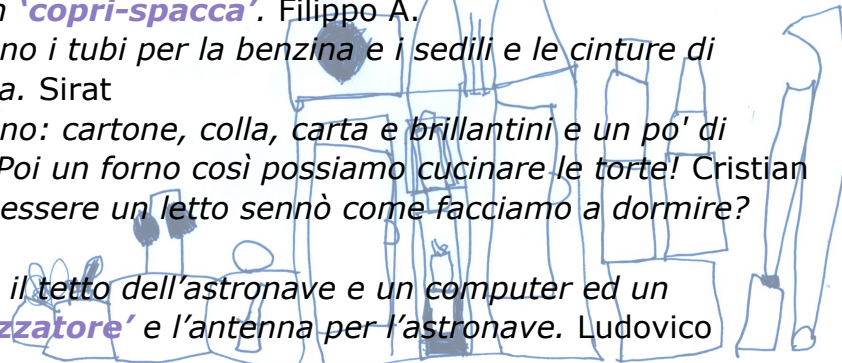 'copri-spacca'. Filippo A.
no i tubi per la benzina e i sedili e le cinture di
a. Sirat
no: cartone, colla, carta e brillantini e un po' di
Poi un forno così possiamo cucinare le torte! Cristian
essere un letto sennò come facciamo a dormire?
il tetto dell'astronave e un computer ed un
zzatore' e l'antenna per l'astronave. Ludovico